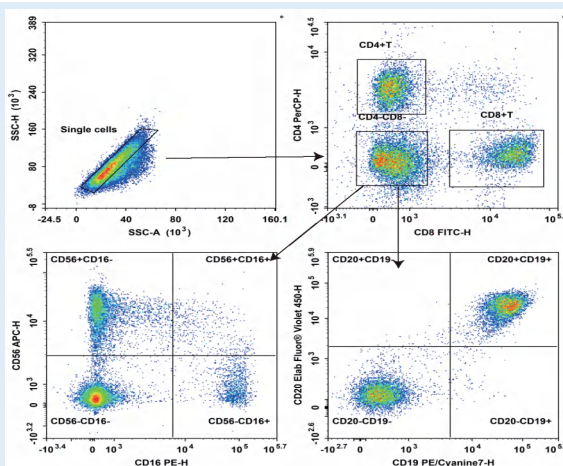 389
320
240
160
80
-8
SSC-H (10³)
Single cells
-24.5 0 40 80 120 160.1
SSC-A (10³)
10^4.5
10³
0
-10³
CD4 PerCP-H
CD4+T
CD4-CD8-
CD8+T
-10^3.1 0 10³ 10⁴ 10^5.
CD8 FITC-H
10^5.5
10⁴
10³
0
-10^3.2
CD56 APC-H
CD56+CD16- CD56+CD16+
CD56-CD16- CD56-CD16+
-10^3.4 10³ 10⁴ 10^5.7
CD16 PE-H
10^5.9
10⁵
10⁴
10³
0
-10^2.6
CD20 Elab Fluor® Violet 450-H
CD20+CD19- CD20+CD19+
CD20-CD19- CD20-CD19+
-10^2.7 10³ 10⁴ 10^5.
CD19 PE/Cyanine7-H